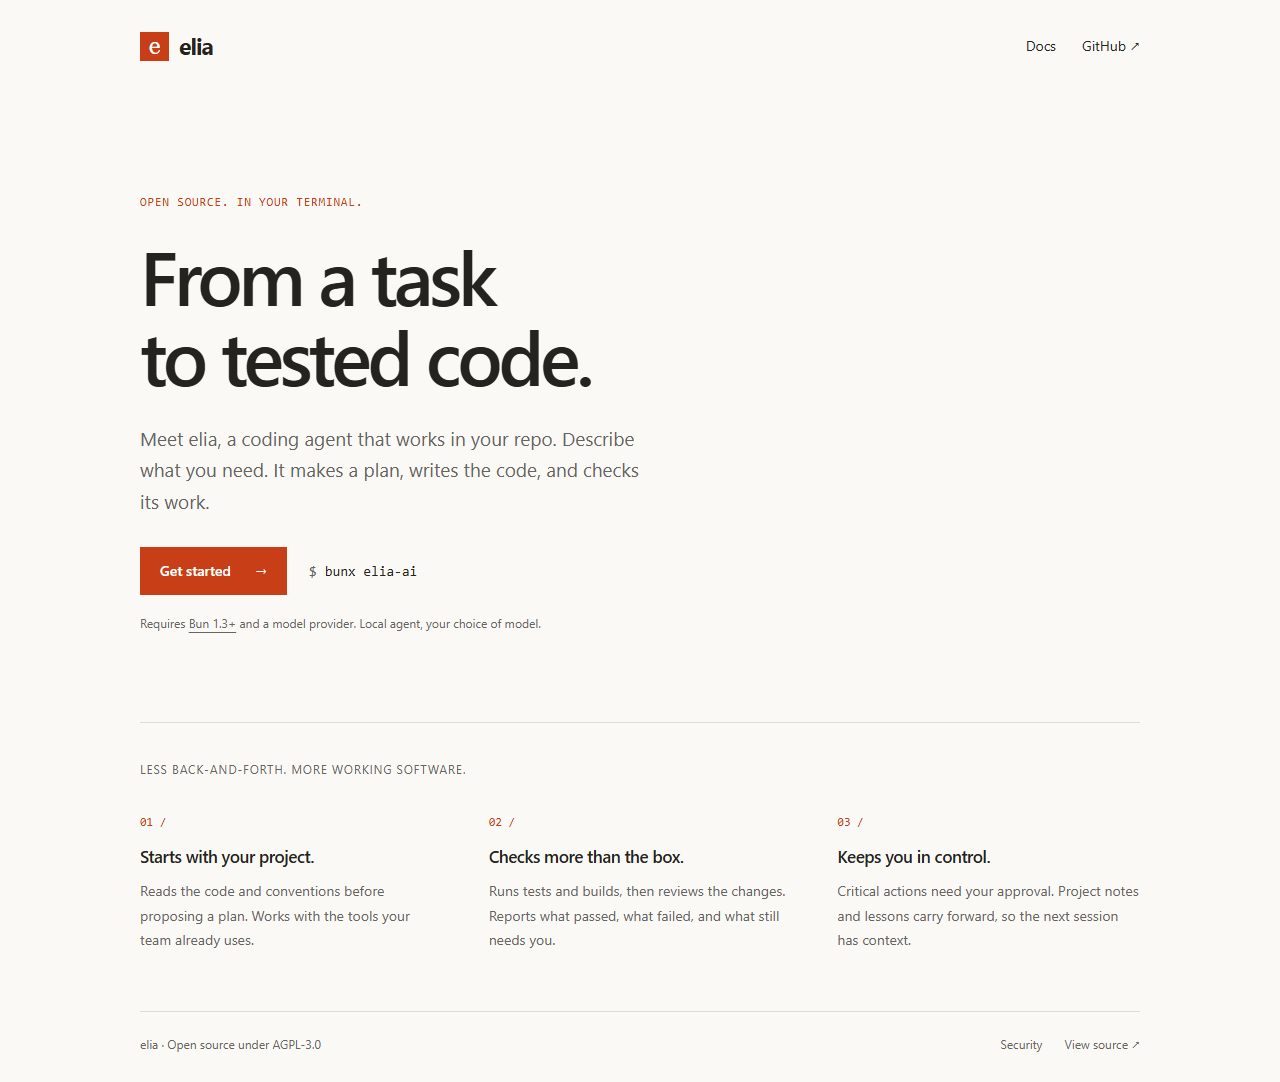 e elia
Docs
GitHub ↗
OPEN SOURCE. IN YOUR TERMINAL.
From a task
to tested code.
Meet elia, a coding agent that works in your repo. Describe
what you need. It makes a plan, writes the code, and checks
its work.
Get started →
$ bunx elia-ai
Requires Bun 1.3+ and a model provider. Local agent, your choice of model.
LESS BACK-AND-FORTH. MORE WORKING SOFTWARE.
01 /
Starts with your project.
Reads the code and conventions before
proposing a plan. Works with the tools your
team already uses.
02 /
Checks more than the box.
Runs tests and builds, then reviews the changes.
Reports what passed, what failed, and what still
needs you.
03 /
Keeps you in control.
Critical actions need your approval. Project notes
and lessons carry forward, so the next session
has context.
elia · Open source under AGPL-3.0
Security
View source ↗